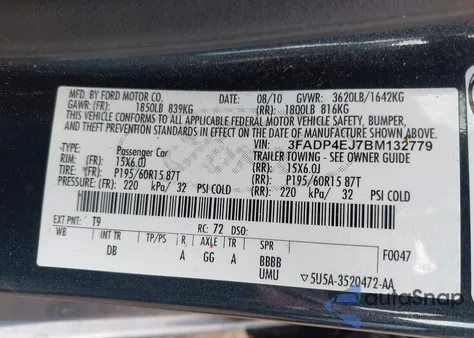 MFD. BY FORD MOTOR CO. 08/10 GVWR: 3620LB/1642KG
GAWR: (FR): 1850LB 839KG (RR): 1800LB 816KG
THIS VEHICLE CONFORMS TO ALL APPLICABLE FEDERAL MOTOR VEHICLE SAFETY, BUMPER,
AND THEFT PREVENTION STANDARDS IN EFFECT ON THE DATE OF MANUFACTURE SHOWN ABOVE.
VIN: 3FADP4EJ7BM132779
TYPE: Passenger Car TRAILER TOWING - SEE OWNER GUIDE
RIM: (FR): 15X6.0J (RR): 15X6.0J
TIRE: (FR): P195/60R15 87T (RR): P195/60R15 87T
PRESSURE: (FR): 220 kPa/ 32 PSI COLD (RR): 220 kPa/ 32 PSI COLD
EXT PNT: T9 RC: 72 DSO: F0047
WB INT TR TP/PS R AXLE TR SPR
DB A GG A BBBB
UMU ▽5U5A-3520472-AA
autoSnap